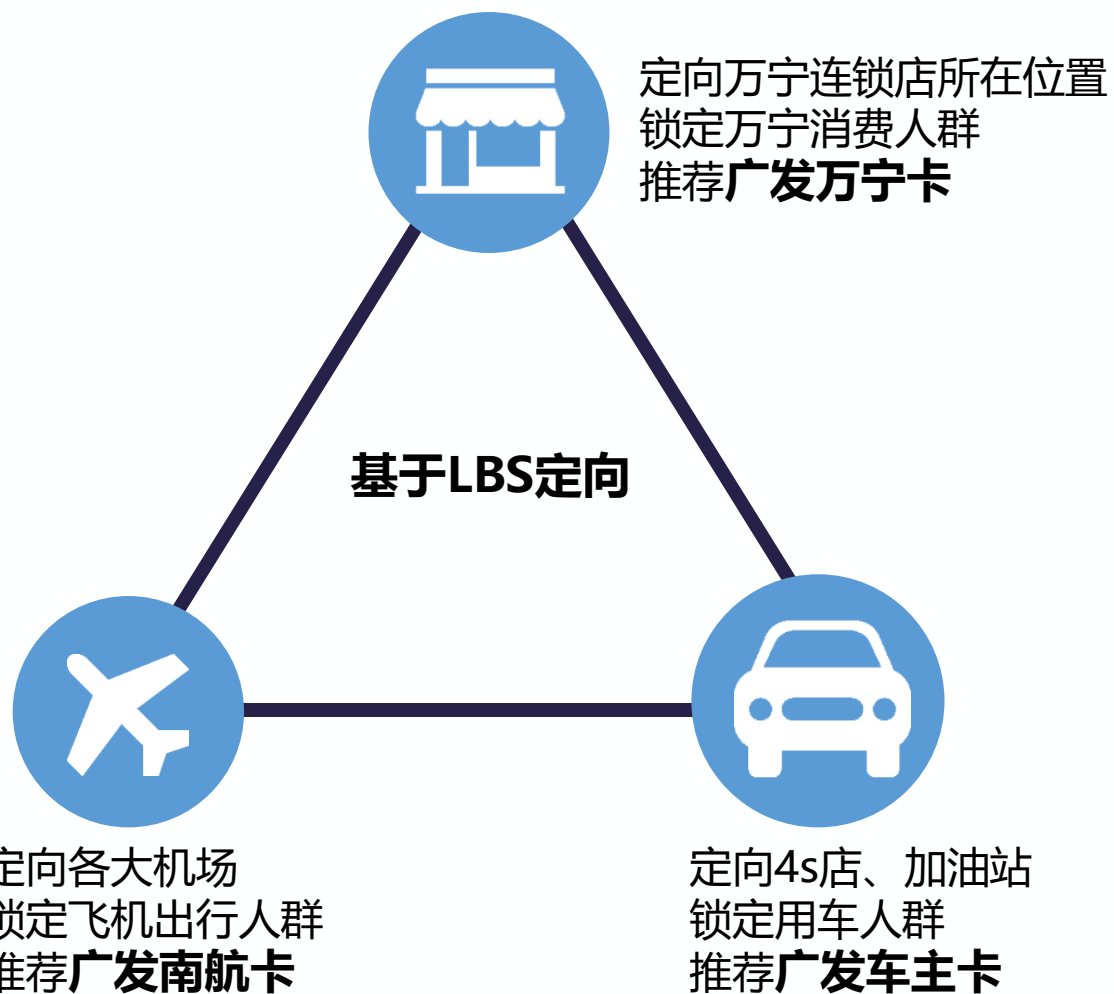 定向万宁连锁店所在位置
锁定万宁消费人群
推荐广发万宁卡
基于LBS定向
定向各大机场
锁定飞机出行人群
推荐广发南航卡
定向4s店、加油站
锁定用车人群
推荐广发车主卡